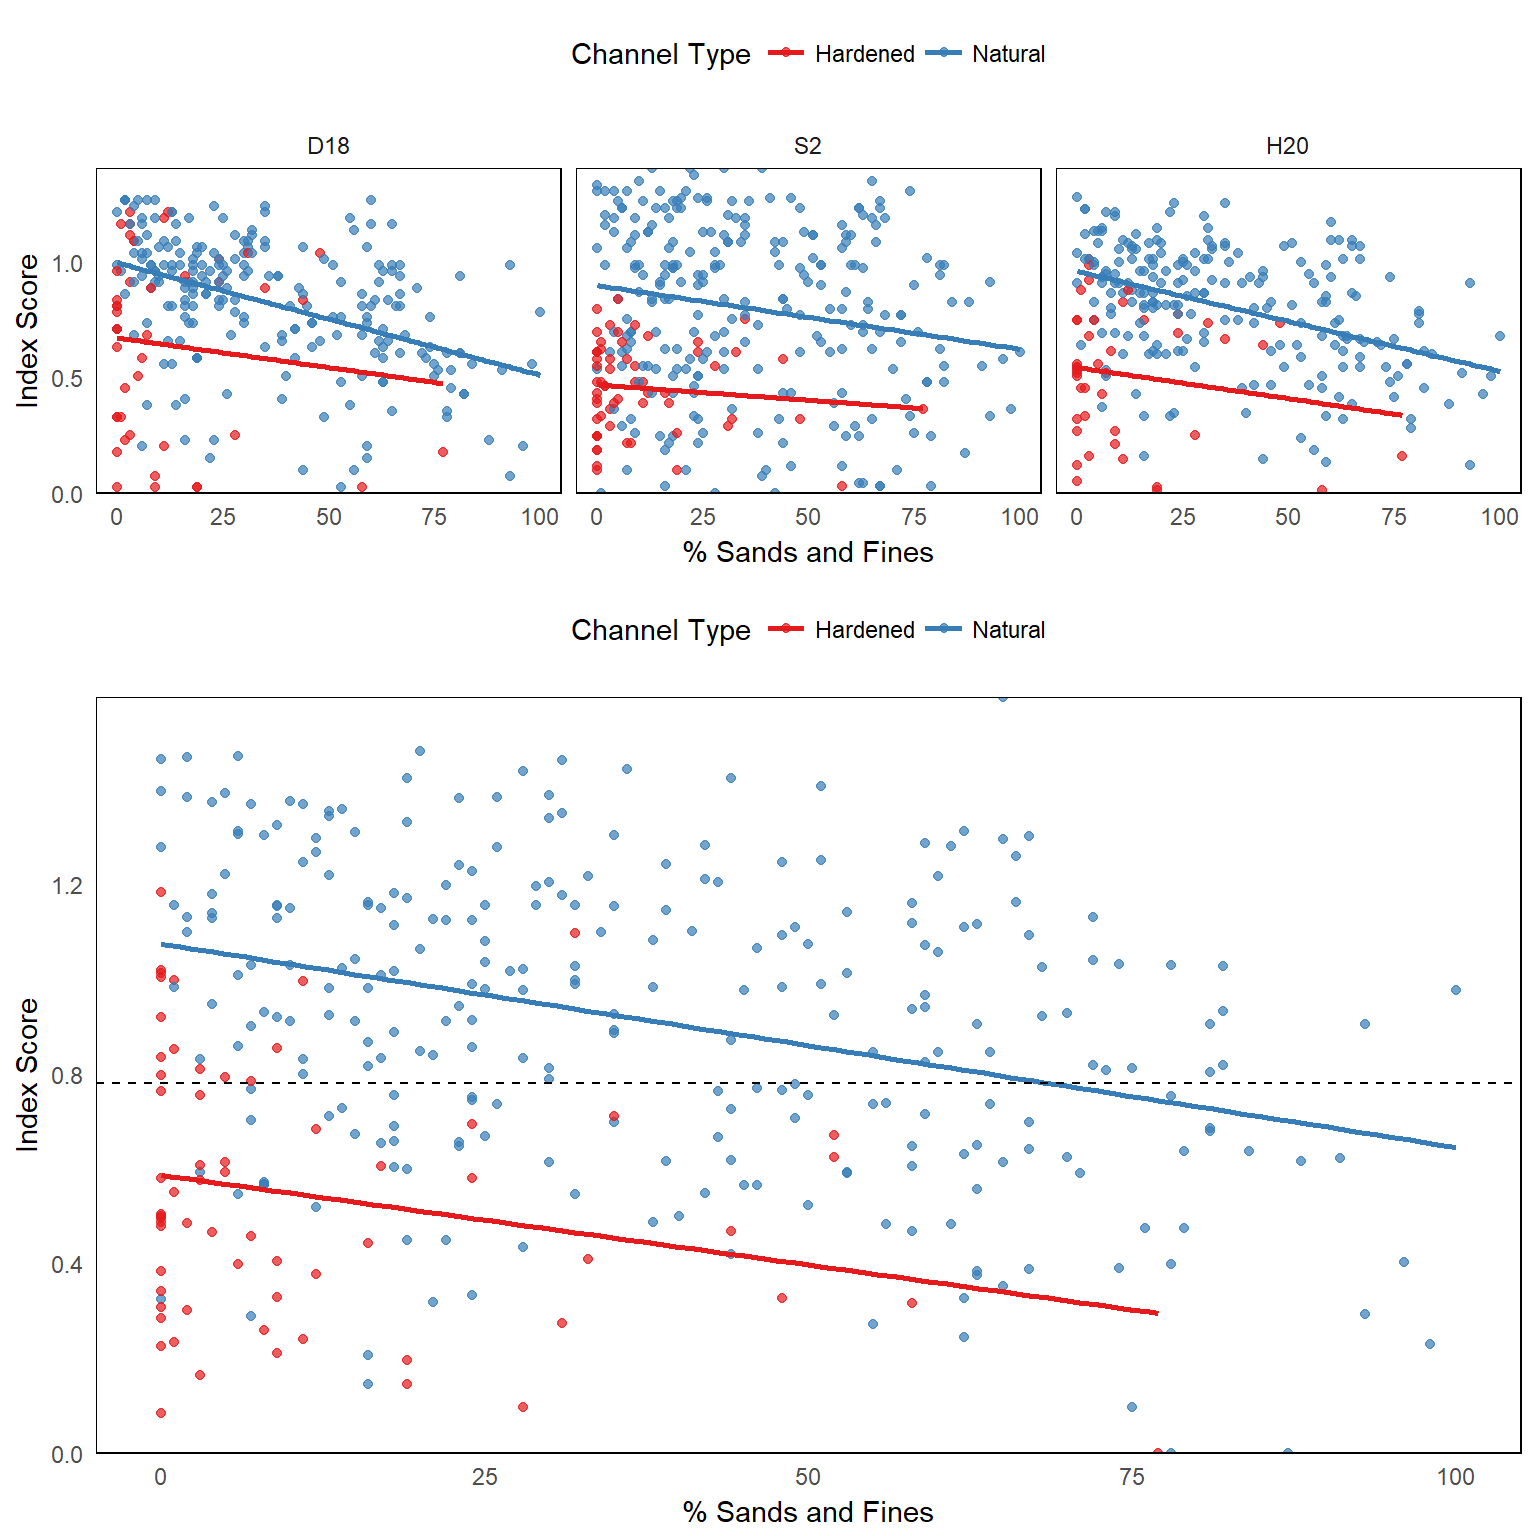 Channel Type Hardened Natural
D18 S2 H20
Index Score
1.0
0.5
0.0
0 25 50 75 100 0 25 50 75 100 0 25 50 75 100
% Sands and Fines
Channel Type Hardened Natural
Index Score
1.2
0.8
0.4
0.0
0 25 50 75 100
% Sands and Fines